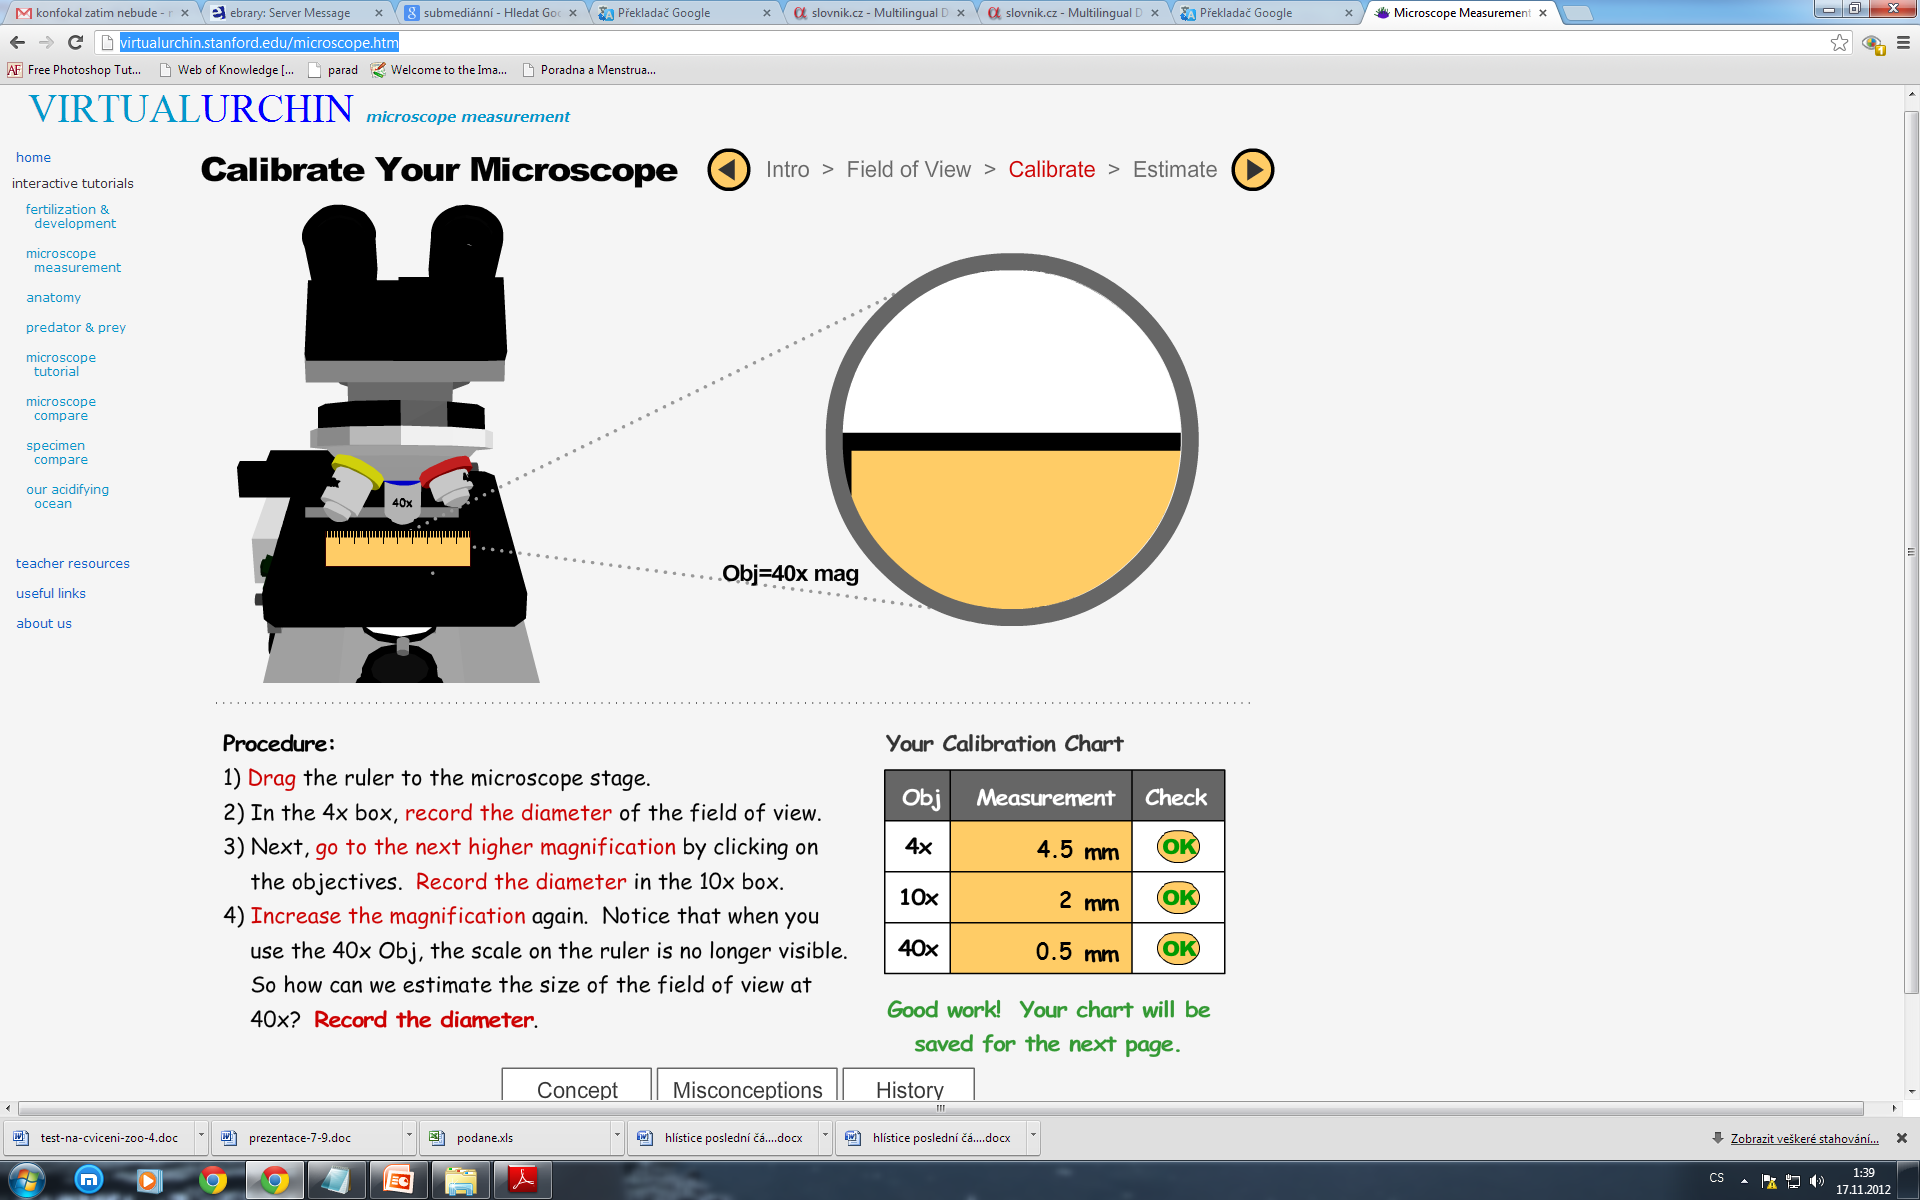 konfokal zatim nebude - r
ebrary: Server Message
submediánní - Hledat Goo
Překladač Google
slovnik.cz - Multilingual D
slovnik.cz - Multilingual D
Překladač Google
Microscope Measurement
virtualurchin.stanford.edu/microscope.htm
Free Photoshop Tut...
Web of Knowledge [...
parad
Welcome to the Ima...
Poradna a Menstrua...
VIRTUALURCHIN microscope measurement
home
interactive tutorials
fertilization &
development
microscope
measurement
anatomy
predator & prey
microscope
tutorial
microscope
compare
specimen
compare
our acidifying
ocean
teacher resources
useful links
about us
Calibrate Your Microscope
Intro > Field of View > Calibrate > Estimate
40x
Obj=40x mag
Procedure:
1) Drag the ruler to the microscope stage.
2) In the 4x box, record the diameter of the field of view.
3) Next, go to the next higher magnification by clicking on
the objectives. Record the diameter in the 10x box.
4) Increase the magnification again. Notice that when you
use the 40x Obj, the scale on the ruler is no longer visible.
So how can we estimate the size of the field of view at
40x? Record the diameter.
Your Calibration Chart
Obj Measurement Check
4x 4.5 mm OK
10x 2 mm OK
40x 0.5 mm OK
Good work! Your chart will be
saved for the next page.
Concept Misconceptions History
test-na-cviceni-zoo-4.doc
prezentace-7-9.doc
podane.xls
hlístice poslední čá....docx
hlístice poslední čá....docx
Zobrazit veškeré stahování...
CS
1:39
17.11.2012